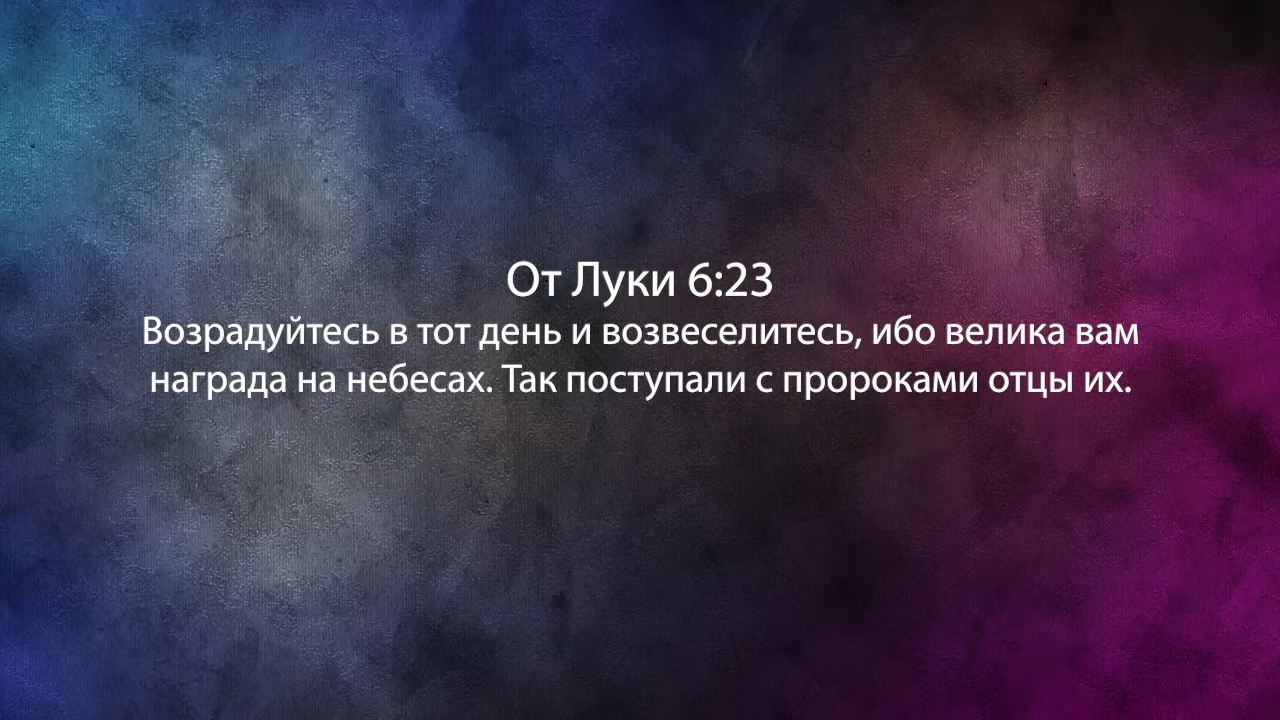 От Луки 6:23
Возрадуйтесь в тот день и возвеселитесь, ибо велика вам
награда на небесах. Так поступали с пророками отцы их.